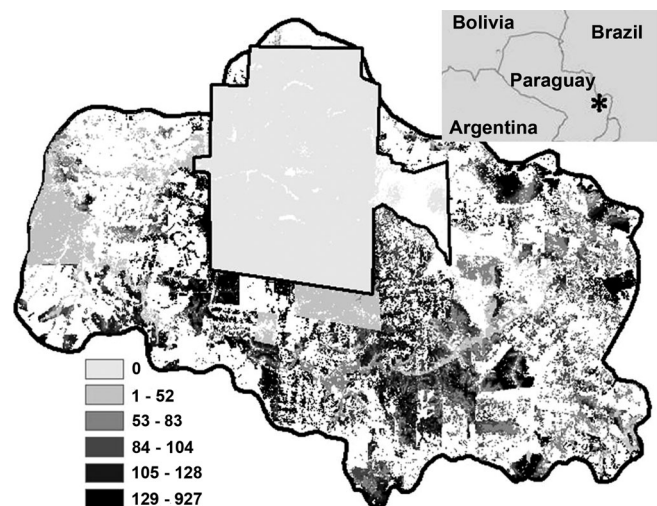 Bolivia
Brazil
Paraguay
*
Argentina
0
1 - 52
53 - 83
84 - 104
105 - 128
129 - 927